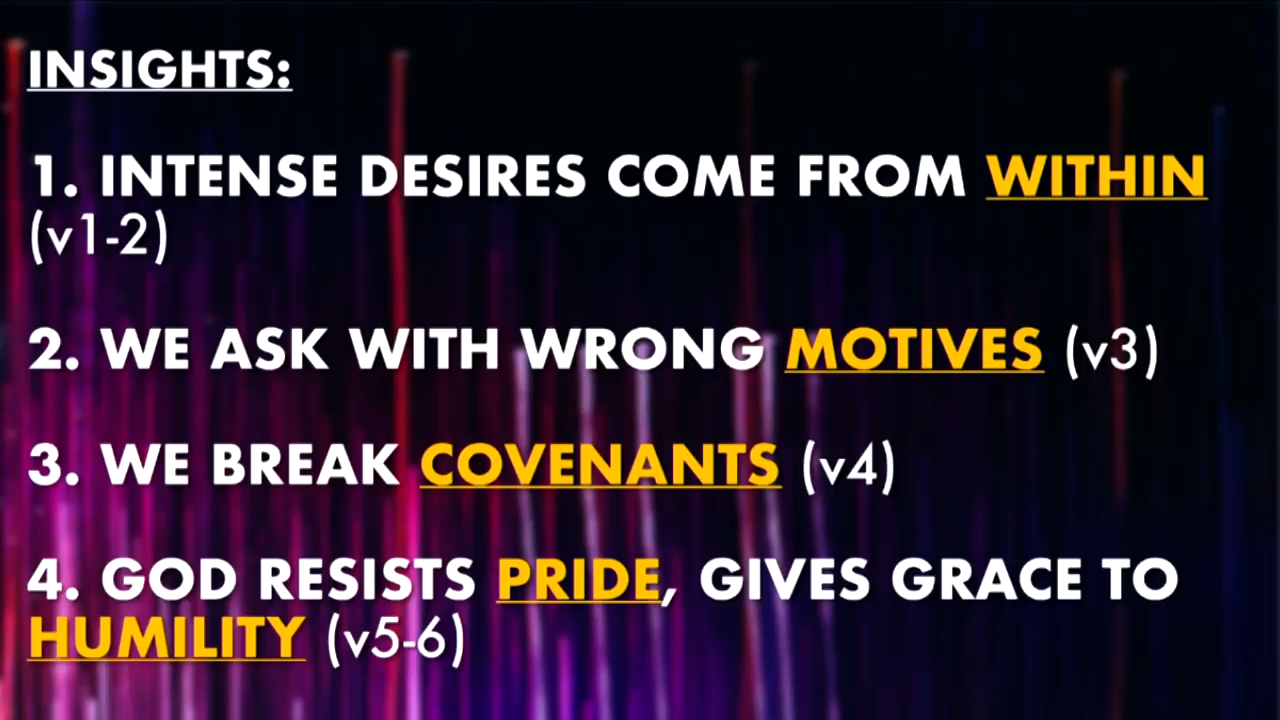 INSIGHTS:
1. INTENSE DESIRES COME FROM WITHIN
(v1-2)
2. WE ASK WITH WRONG MOTIVES (v3)
3. WE BREAK COVENANTS (v4)
4. GOD RESISTS PRIDE, GIVES GRACE TO
HUMILITY (v5-6)